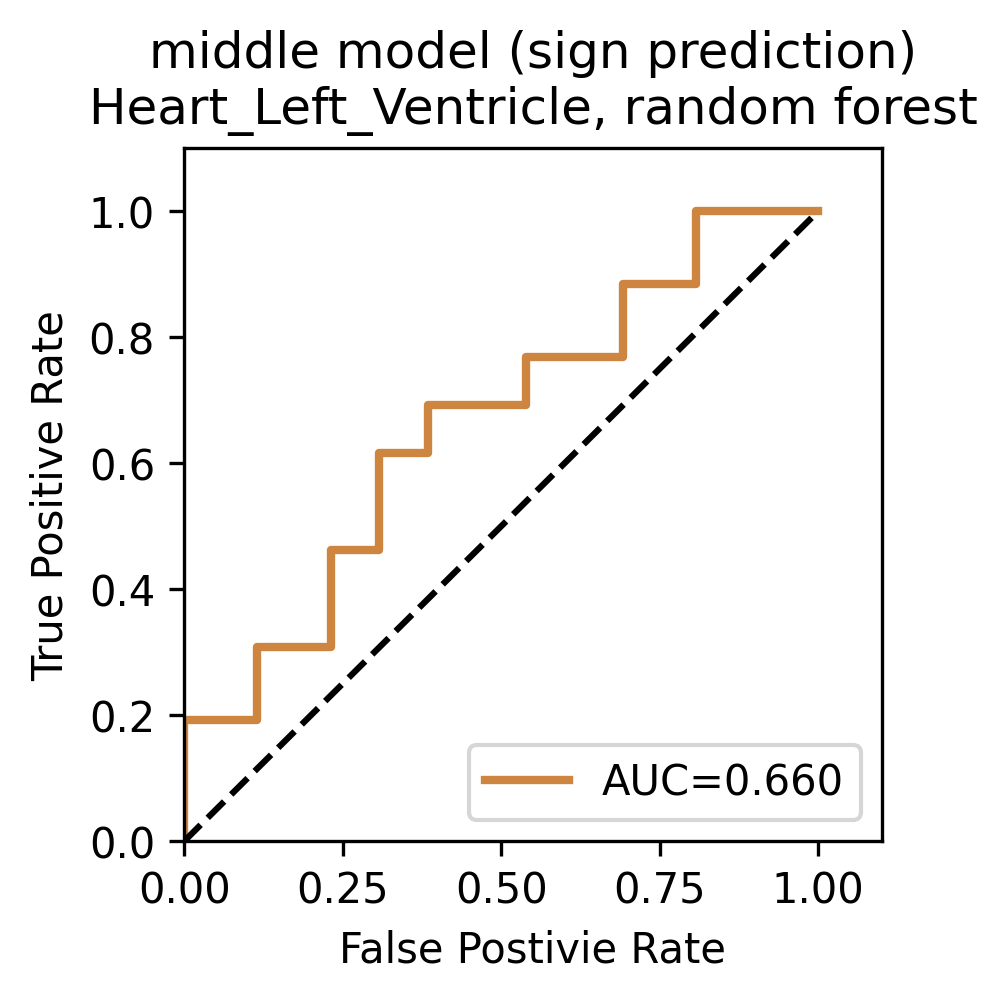 middle model (sign prediction)
Heart_Left_Ventricle, random forest
1.0
0.8
0.6
0.4
0.2
0.0
True Positive Rate
AUC=0.660
0.00 0.25 0.50 0.75 1.00
False Postivie Rate